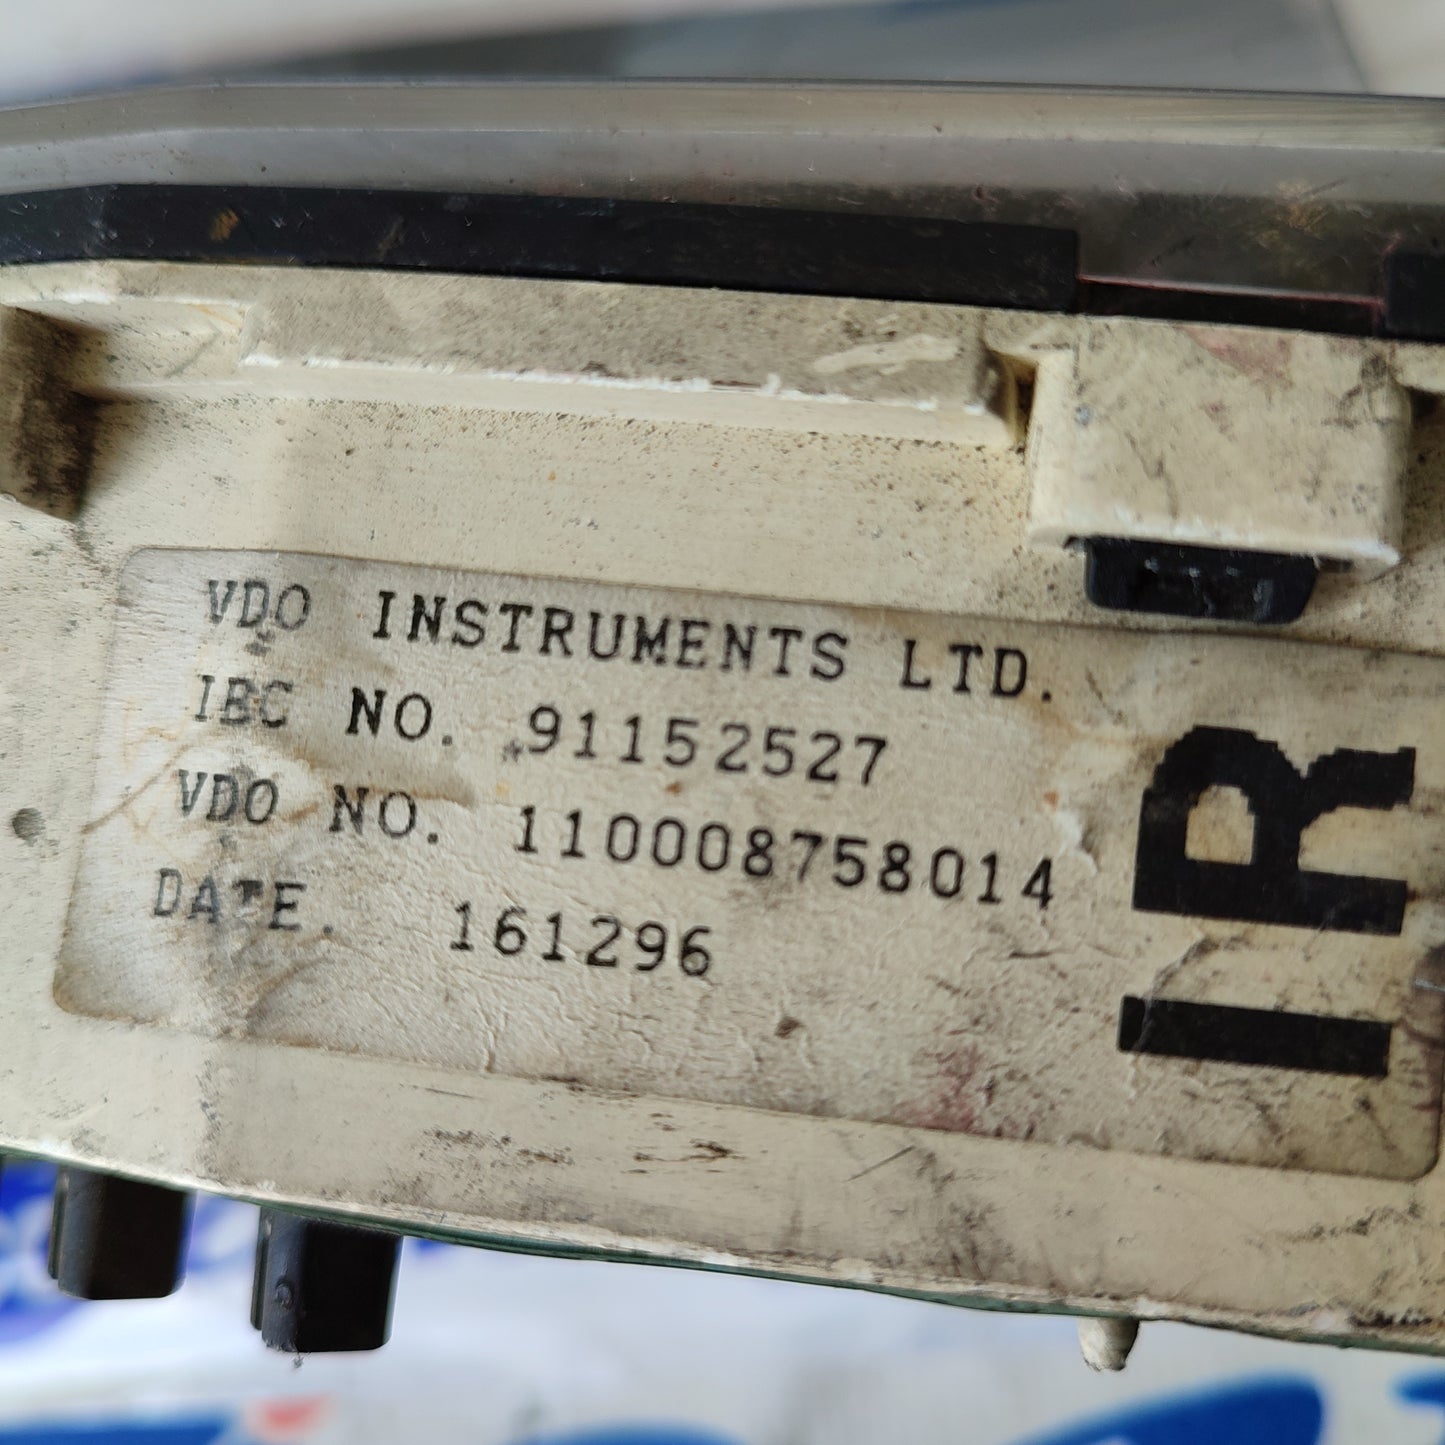 VDO INSTRUMENTS LTD.
IBC NO. 91152527
VDO NO. 110008758014
DATE. 161296
IR